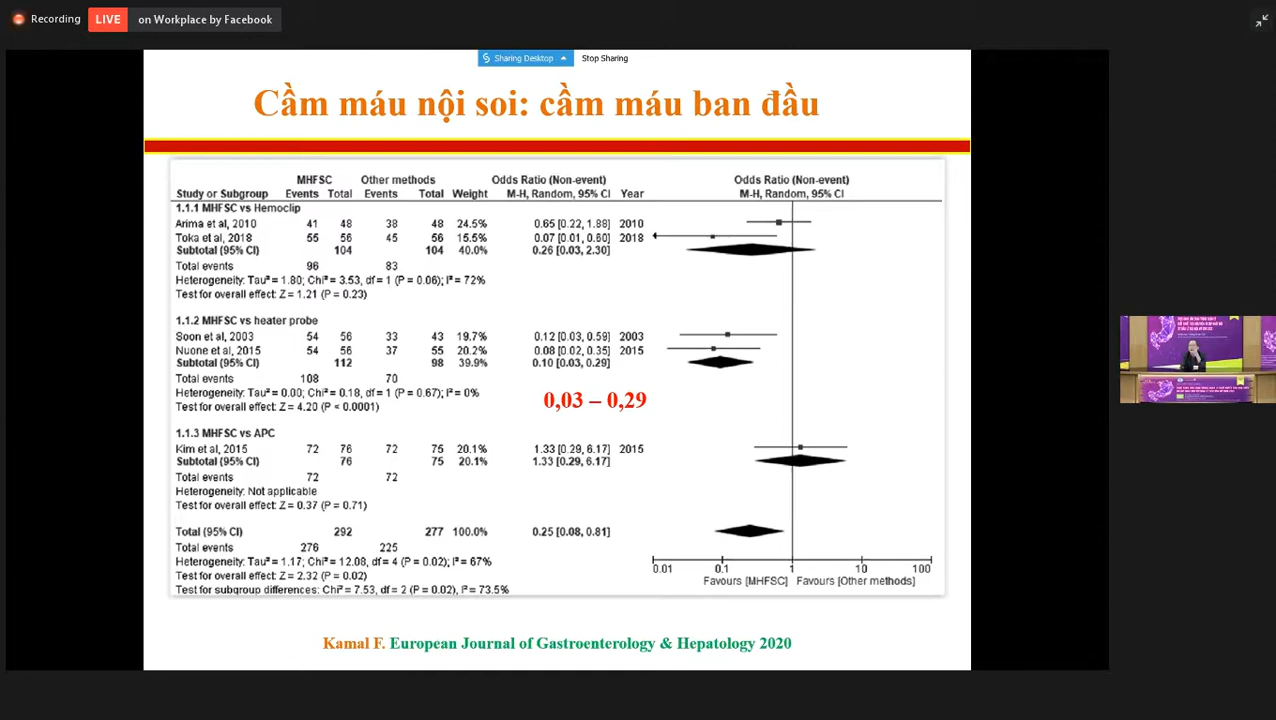 Recording LIVE on Workplace by Facebook
Sharing Desktop Stop Sharing
Cầm máu nội soi: cầm máu ban đầu
MHFSC Other methods Odds Ratio (Non-event) Odds Ratio (Non-event)
Study or Subgroup Events Total Events Total Weight M-H, Random, 95% CI Year M-H, Random, 95% CI
1.1.1 MHFSC vs Hemoclip
Arima et al, 2010 41 48 38 48 24.5% 0.65 [0.22, 1.88] 2010
Toka et al, 2018 55 56 45 56 15.5% 0.07 [0.01, 0.60] 2018
Subtotal (95% CI) 104 104 40.0% 0.26 [0.03, 2.30]
Total events 96 83
Heterogeneity: Tau² = 1.80; Chi² = 3.53, df = 1 (P = 0.06); I² = 72%
Test for overall effect: Z = 1.21 (P = 0.23)
1.1.2 MHFSC vs heater probe
Soon et al, 2003 54 56 33 43 19.7% 0.12 [0.03, 0.59] 2003
Nuone et al, 2015 54 56 37 55 20.2% 0.08 [0.02, 0.35] 2015
Subtotal (95% CI) 112 98 39.9% 0.10 [0.03, 0.29]
Total events 108 70
Heterogeneity: Tau² = 0.00; Chi² = 0.18, df = 1 (P = 0.67); I² = 0%
0,03 – 0,29
Test for overall effect: Z = 4.20 (P < 0.0001)
1.1.3 MHFSC vs APC
Kim et al, 2015 72 76 72 75 20.1% 1.33 [0.29, 6.17] 2015
Subtotal (95% CI) 76 75 20.1% 1.33 [0.29, 6.17]
Total events 72 72
Heterogeneity: Not applicable
Test for overall effect: Z = 0.37 (P = 0.71)
Total (95% CI) 292 277 100.0% 0.25 [0.08, 0.81]
Total events 276 225
Heterogeneity: Tau² = 1.17; Chi² = 12.08, df = 4 (P = 0.02); I² = 67%
0.01 0.1 1 10 100
Test for overall effect: Z = 2.32 (P = 0.02)
Favours [MHFSC] Favours [Other methods]
Test for subgroup differences: Chi² = 7.53, df = 2 (P = 0.02), I² = 73.5%
Kamal F. European Journal of Gastroenterology & Hepatology 2020